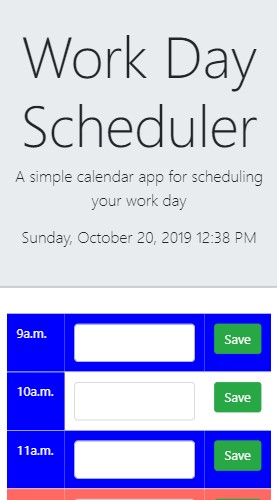 Work Day
Scheduler
A simple calendar app for scheduling
your work day
Sunday, October 20, 2019 12:38 PM
9a.m.
Save
10a.m.
Save
11a.m.
Save